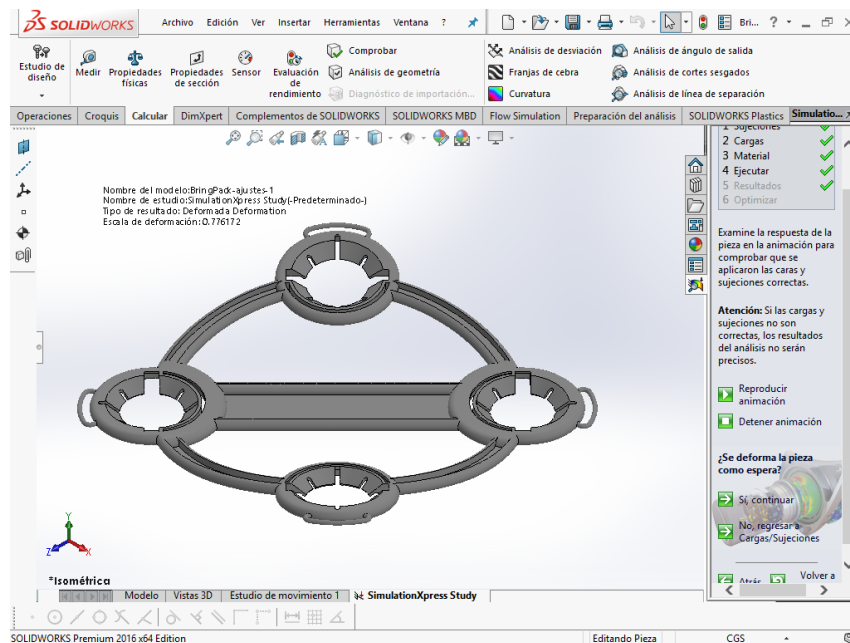 SOLIDWORKS
Archivo Edición Ver Insertar Herramientas Ventana ?
Bri... ?
Estudio de diseño
Medir
Propiedades físicas
Propiedades de sección
Sensor
Evaluación de rendimiento
Comprobar
Análisis de geometría
Diagnóstico de importación...
Análisis de desviación
Franjas de cebra
Curvatura
Análisis de ángulo de salida
Análisis de cortes sesgados
Análisis de línea de separación
Operaciones Croquis Calcular DimXpert Complementos de SOLIDWORKS SOLIDWORKS MBD Flow Simulation Preparación del análisis SOLIDWORKS Plastics Simulatio...
Nombre del modelo:BringPack-ajustes-1
Nombre de estudio:SimulationXpress Study(-Predeterminado-)
Tipo de resultado: Deformada Deformation
Escala de deformación: 0.776172
1 Sujeciones
2 Cargas
3 Material
4 Ejecutar
5 Resultados
6 Optimizar
Examine la respuesta de la
pieza en la animación para
comprobar que se
aplicaron las caras y
sujeciones correctas.
Atención: Si las cargas y
sujeciones no son
correctas, los resultados
del análisis no serán
precisos.
Reproducir
animación
Detener animación
¿Se deforma la pieza
como espera?
Sí, continuar
No, regresar a
Cargas/Sujeciones
Atrás
Volver a
Y
Z
X
*Isométrica
Modelo Vistas 3D Estudio de movimiento 1 SimulationXpress Study
SOLIDWORKS Premium 2016 x64 Edition
Editando Pieza
CGS